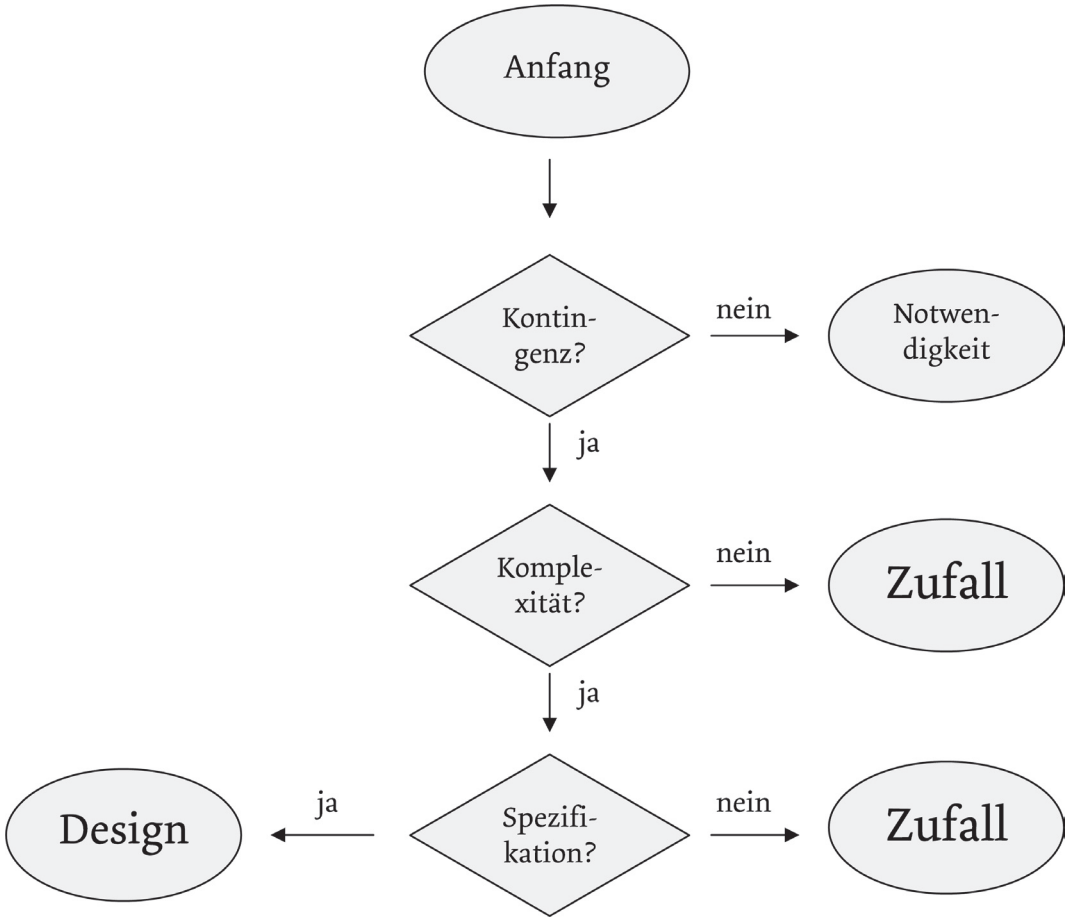 Anfang
Kontin-
genz?
nein
Notwen-
digkeit
ja
Komple-
xität?
nein
Zufall
ja
Design
ja
Spezifi-
kation?
nein
Zufall